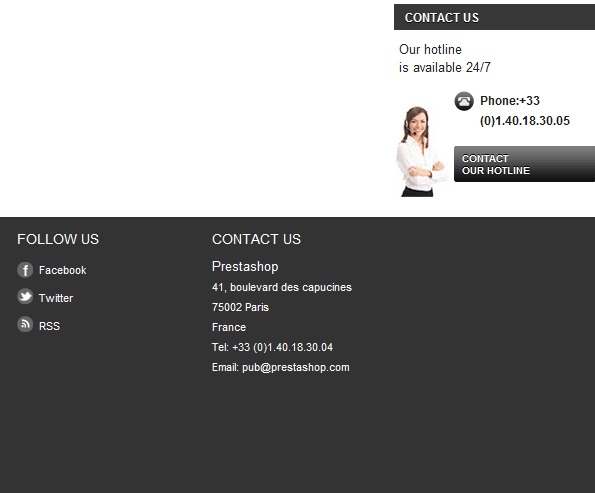 CONTACT US
Our hotline
is available 24/7
Phone:+33
(0)1.40.18.30.05
CONTACT
OUR HOTLINE
FOLLOW US
Facebook
Twitter
RSS
CONTACT US
Prestashop
41, boulevard des capucines
75002 Paris
France
Tel: +33 (0)1.40.18.30.04
Email: pub@prestashop.com